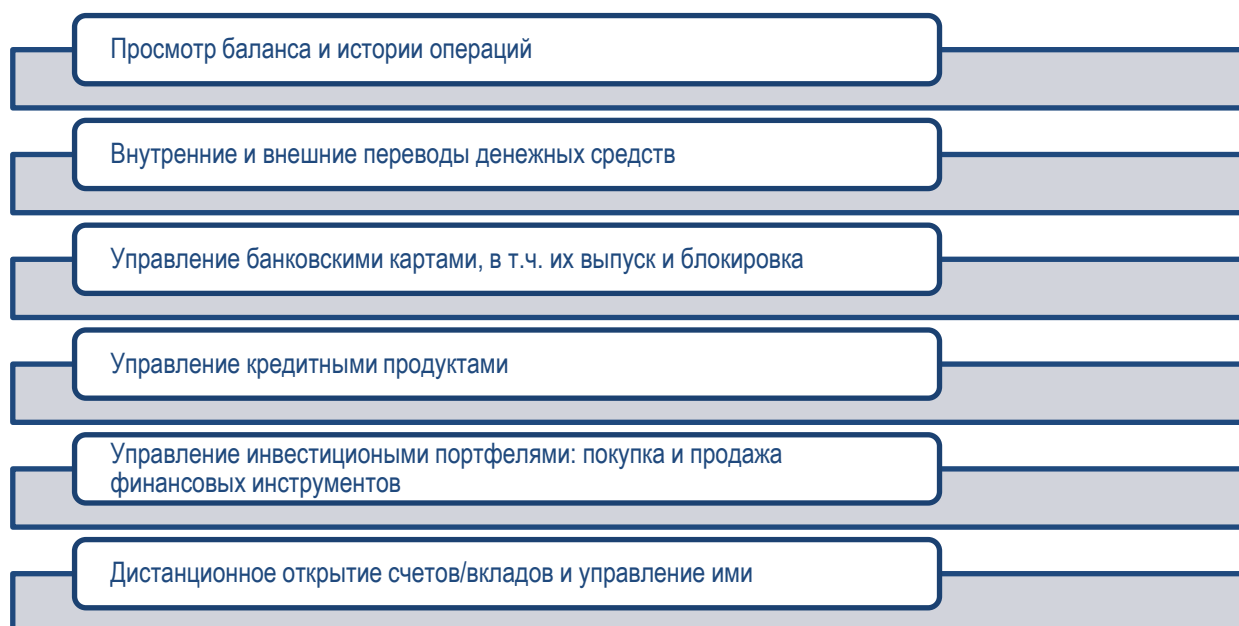 Просмотр баланса и истории операций
Внутренние и внешние переводы денежных средств
Управление банковскими картами, в т.ч. их выпуск и блокировка
Управление кредитными продуктами
Управление инвестициоными портфелями: покупка и продажа
финансовых инструментов
Дистанционное открытие счетов/вкладов и управление ими